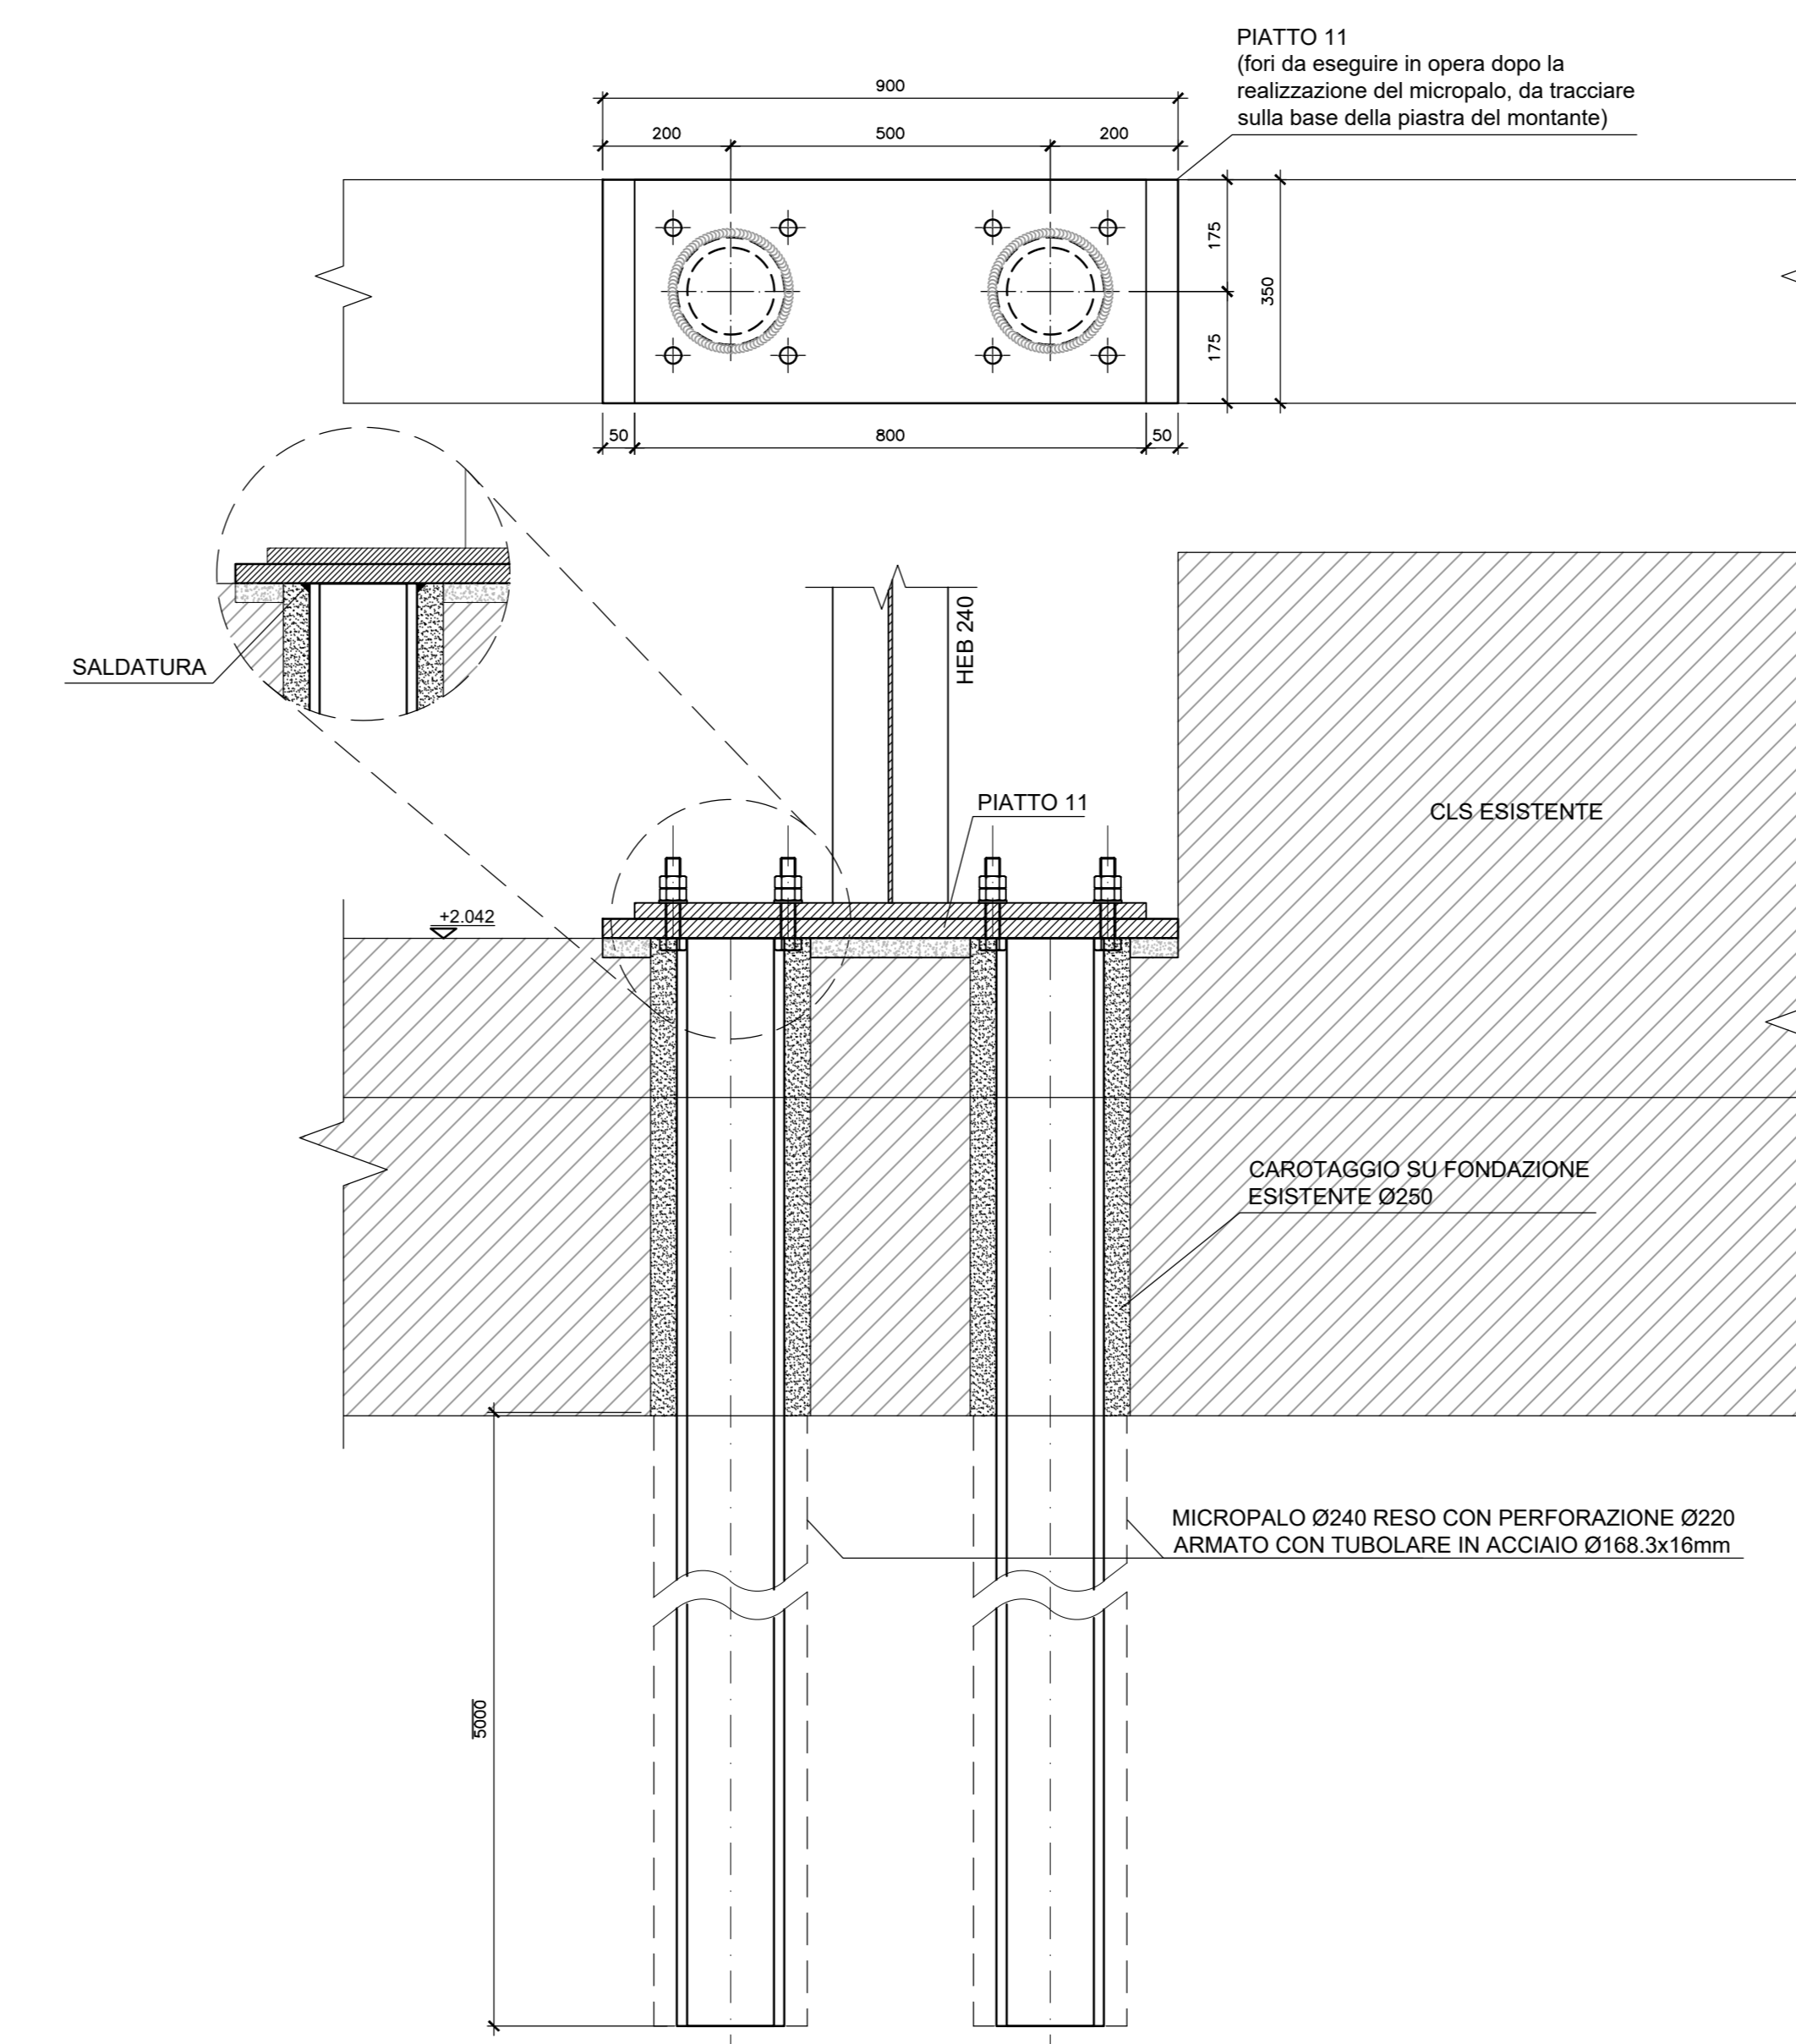 PIATTO 11
(fori da eseguire in opera dopo la
realizzazione del micropalo, da tracciare
sulla base della piastra del montante)
900
200
500
200
175
350
175
50
800
50
SALDATURA
HEB 240
PIATTO 11
CLS ESISTENTE
+2.042
CAROTAGGIO SU FONDAZIONE
ESISTENTE Ø250
MICROPALO Ø240 RESO CON PERFORAZIONE Ø220
ARMATO CON TUBOLARE IN ACCIAIO Ø168.3x16mm
5000